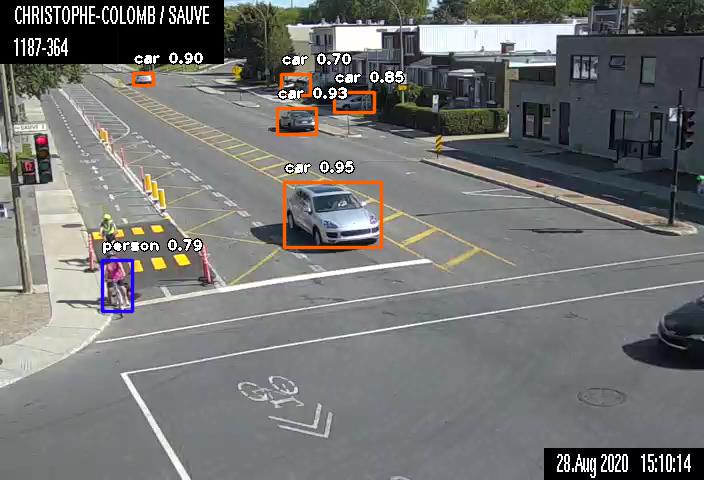 CHRISTOPHE-COLOMB / SAUVE
1187-364
car 0.90
car 0.70
car 0.85
car 0.93
SAUVE
car 0.95
person 0.79
28.Aug 2020 15:10:14